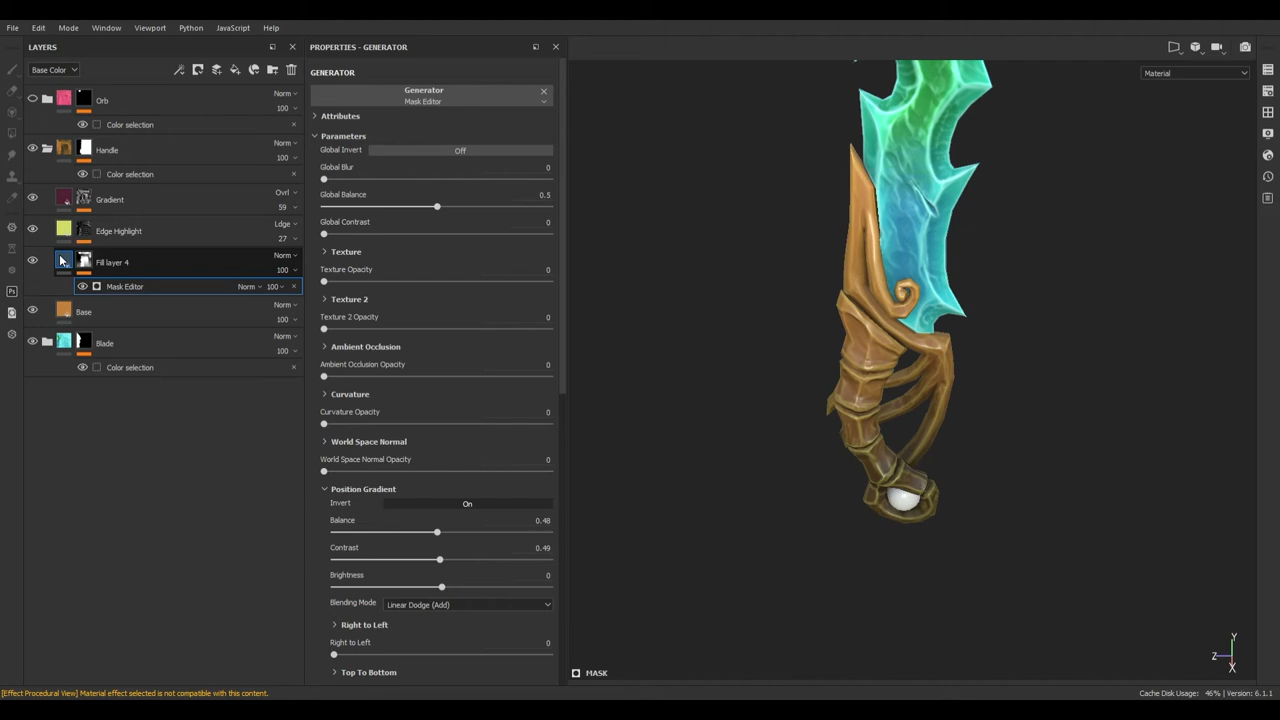 File Edit Mode Window Viewport Python JavaScript Help
LAYERS
Base Color
Orb
Norm
100
Color selection
Handle
Norm
100
Color selection
Gradient
Ovrl
59
Edge Highlight
Ldge
27
Fill layer 4
Norm
100
Mask Editor Norm 100
Base
Norm
100
Blade
Norm
100
Color selection
PROPERTIES - GENERATOR
GENERATOR
Generator
Mask Editor
Attributes
Parameters
Global Invert Off
Global Blur 0
Global Balance 0.5
Global Contrast 0
Texture
Texture Opacity 0
Texture 2
Texture 2 Opacity 0
Ambient Occlusion
Ambient Occlusion Opacity 0
Curvature
Curvature Opacity 0
World Space Normal
World Space Normal Opacity 0
Position Gradient
Invert On
Balance 0.48
Contrast 0.49
Brightness 0
Blending Mode Linear Dodge (Add)
Right to Left
Right to Left 0
Top To Bottom
Material
MASK
Y
Z
X
[Effect Procedural View] Material effect selected is not compatible with this content.
Cache Disk Usage: 46% | Version: 6.1.1
Ps